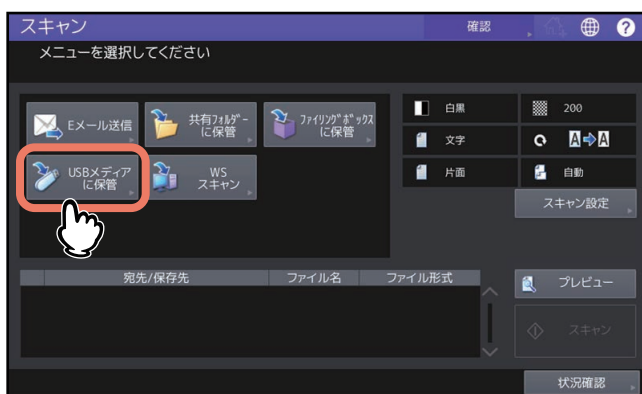 スキャン
確認
?
メニューを選択してください
Eメール送信
共有フォルダー
に保管
ファイリングボックス
に保管
USBメディア
に保管
WS
スキャン
白黒
200
文字
A A
片面
自動
スキャン設定
宛先/保存先
ファイル名
ファイル形式
プレビュー
スキャン
状況確認